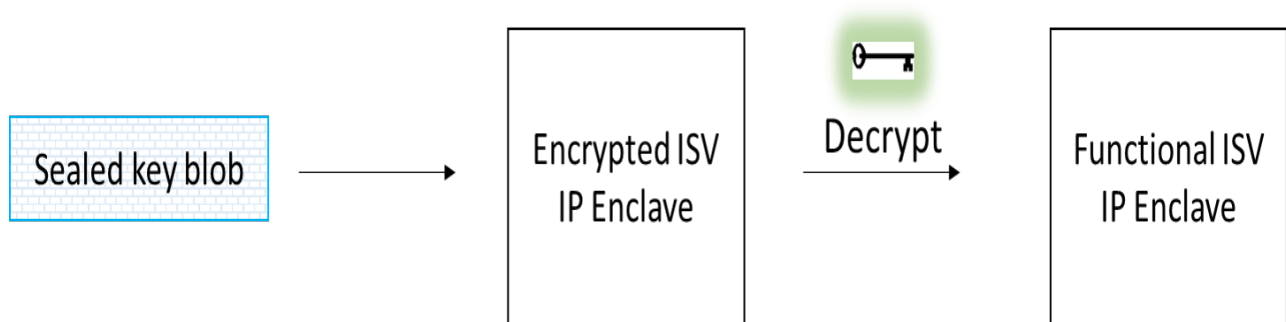 Sealed key blob
Encrypted ISV
IP Enclave
Decrypt
Functional ISV
IP Enclave